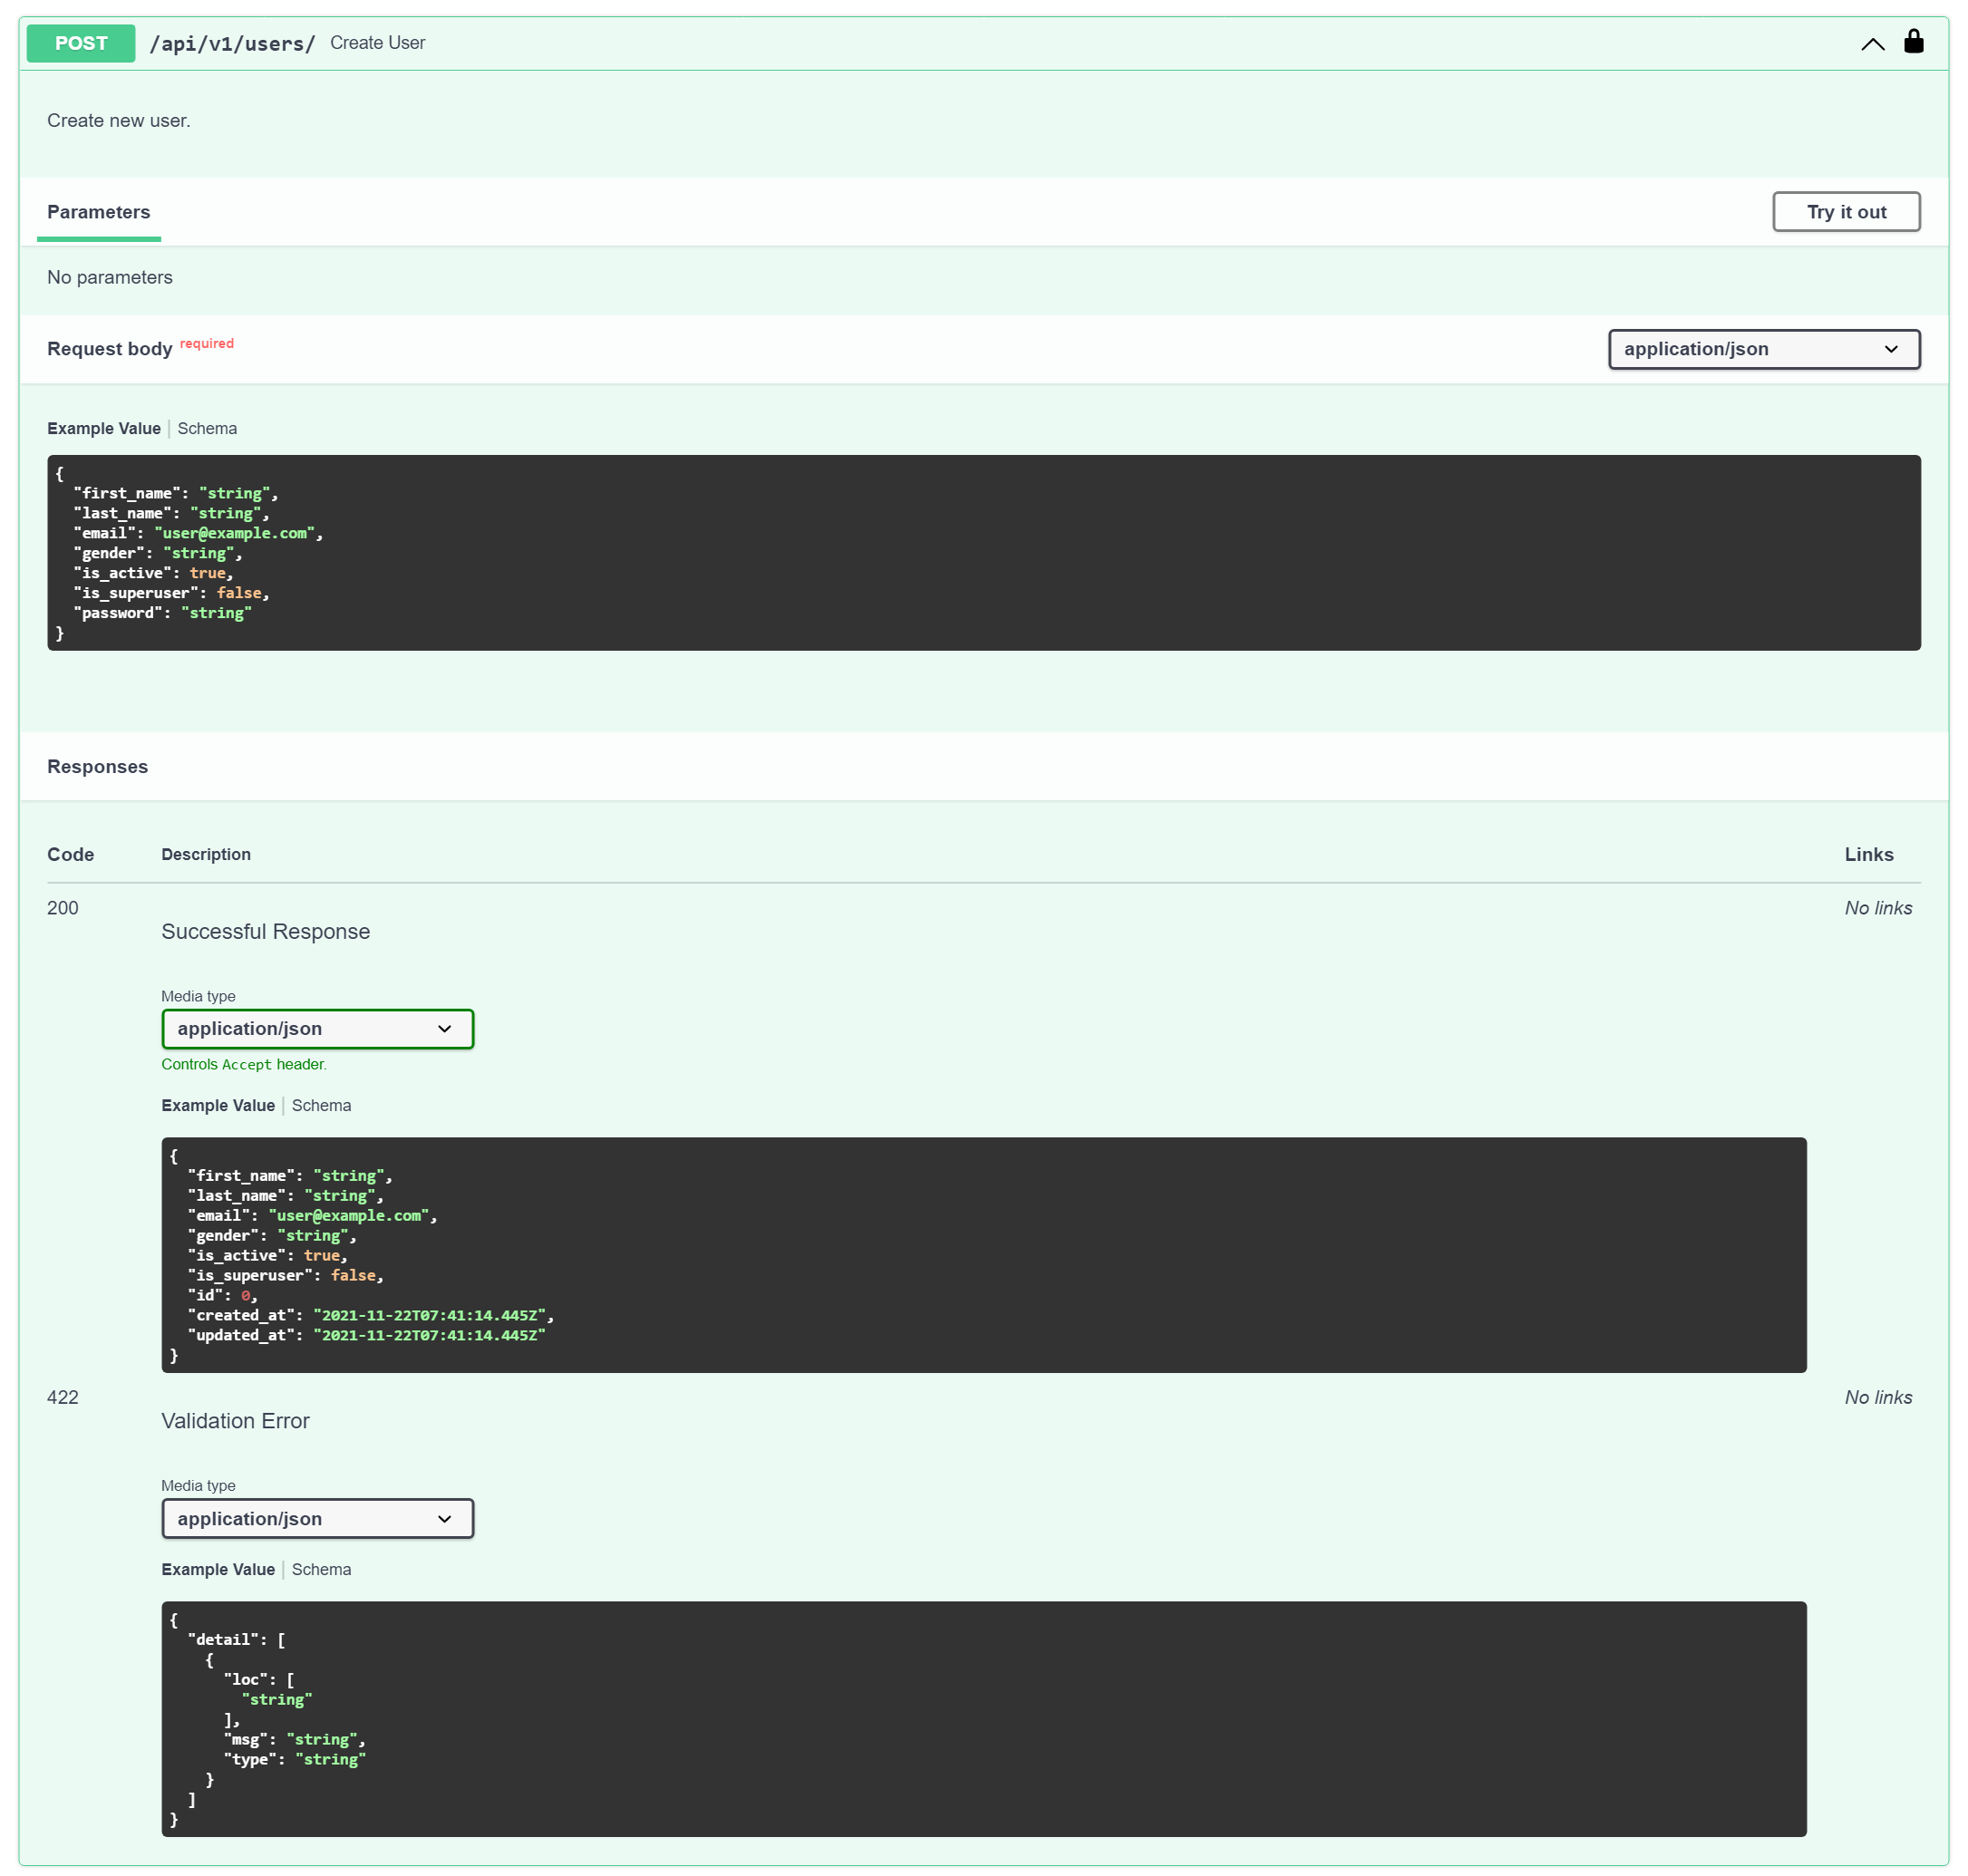 POST /api/v1/users/ Create User
Create new user.
Parameters
Try it out
No parameters
Request body required
application/json
Example Value | Schema
{
  "first_name": "string",
  "last_name": "string",
  "email": "user@example.com",
  "gender": "string",
  "is_active": true,
  "is_superuser": false,
  "password": "string"
}
Responses
Code Description Links
200 No links
Successful Response
Media type
application/json
Controls Accept header.
Example Value | Schema
{
  "first_name": "string",
  "last_name": "string",
  "email": "user@example.com",
  "gender": "string",
  "is_active": true,
  "is_superuser": false,
  "id": 0,
  "created_at": "2021-11-22T07:41:14.445Z",
  "updated_at": "2021-11-22T07:41:14.445Z"
}
422 No links
Validation Error
Media type
application/json
Example Value | Schema
{
  "detail": [
    {
      "loc": [
        "string"
      ],
      "msg": "string",
      "type": "string"
    }
  ]
}